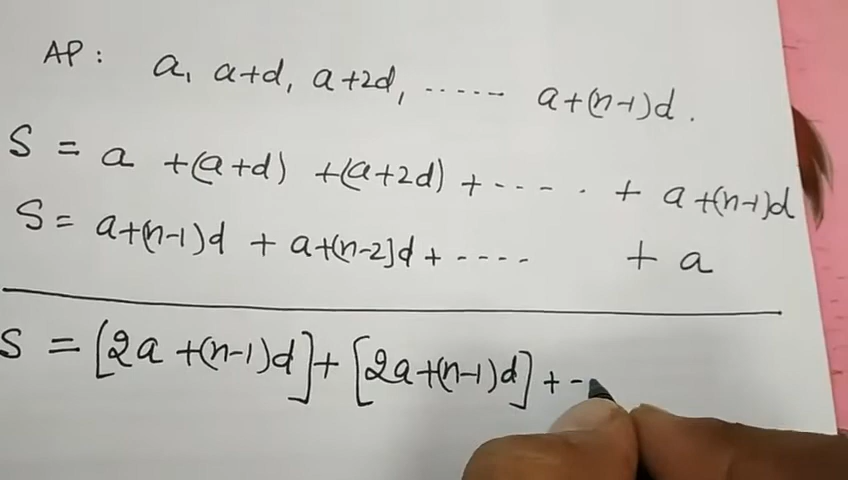 AP : a, a+d, a+2d, ...... a+(n-1)d.
S = a +(a+d) +(a+2d) +---- . + a+(n-1)d
S = a+(n-1)d + a+(n-2]d + ---- + a
S = [2a +(n-1)d]+[2a+(n-1)d] + -